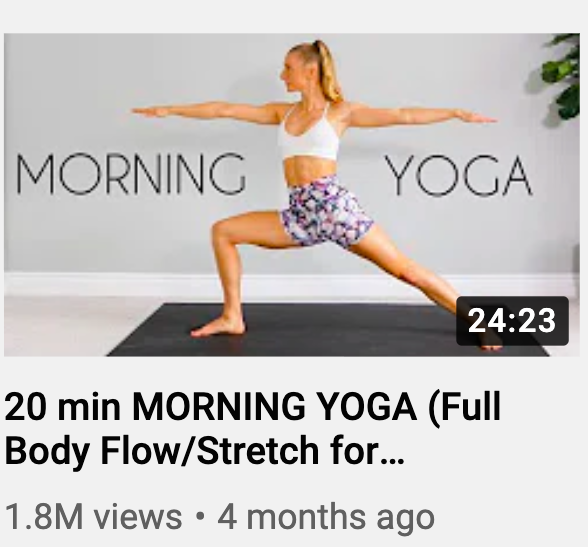 MORNING YOGA
24:23
20 min MORNING YOGA (Full
Body Flow/Stretch for...
1.8M views • 4 months ago